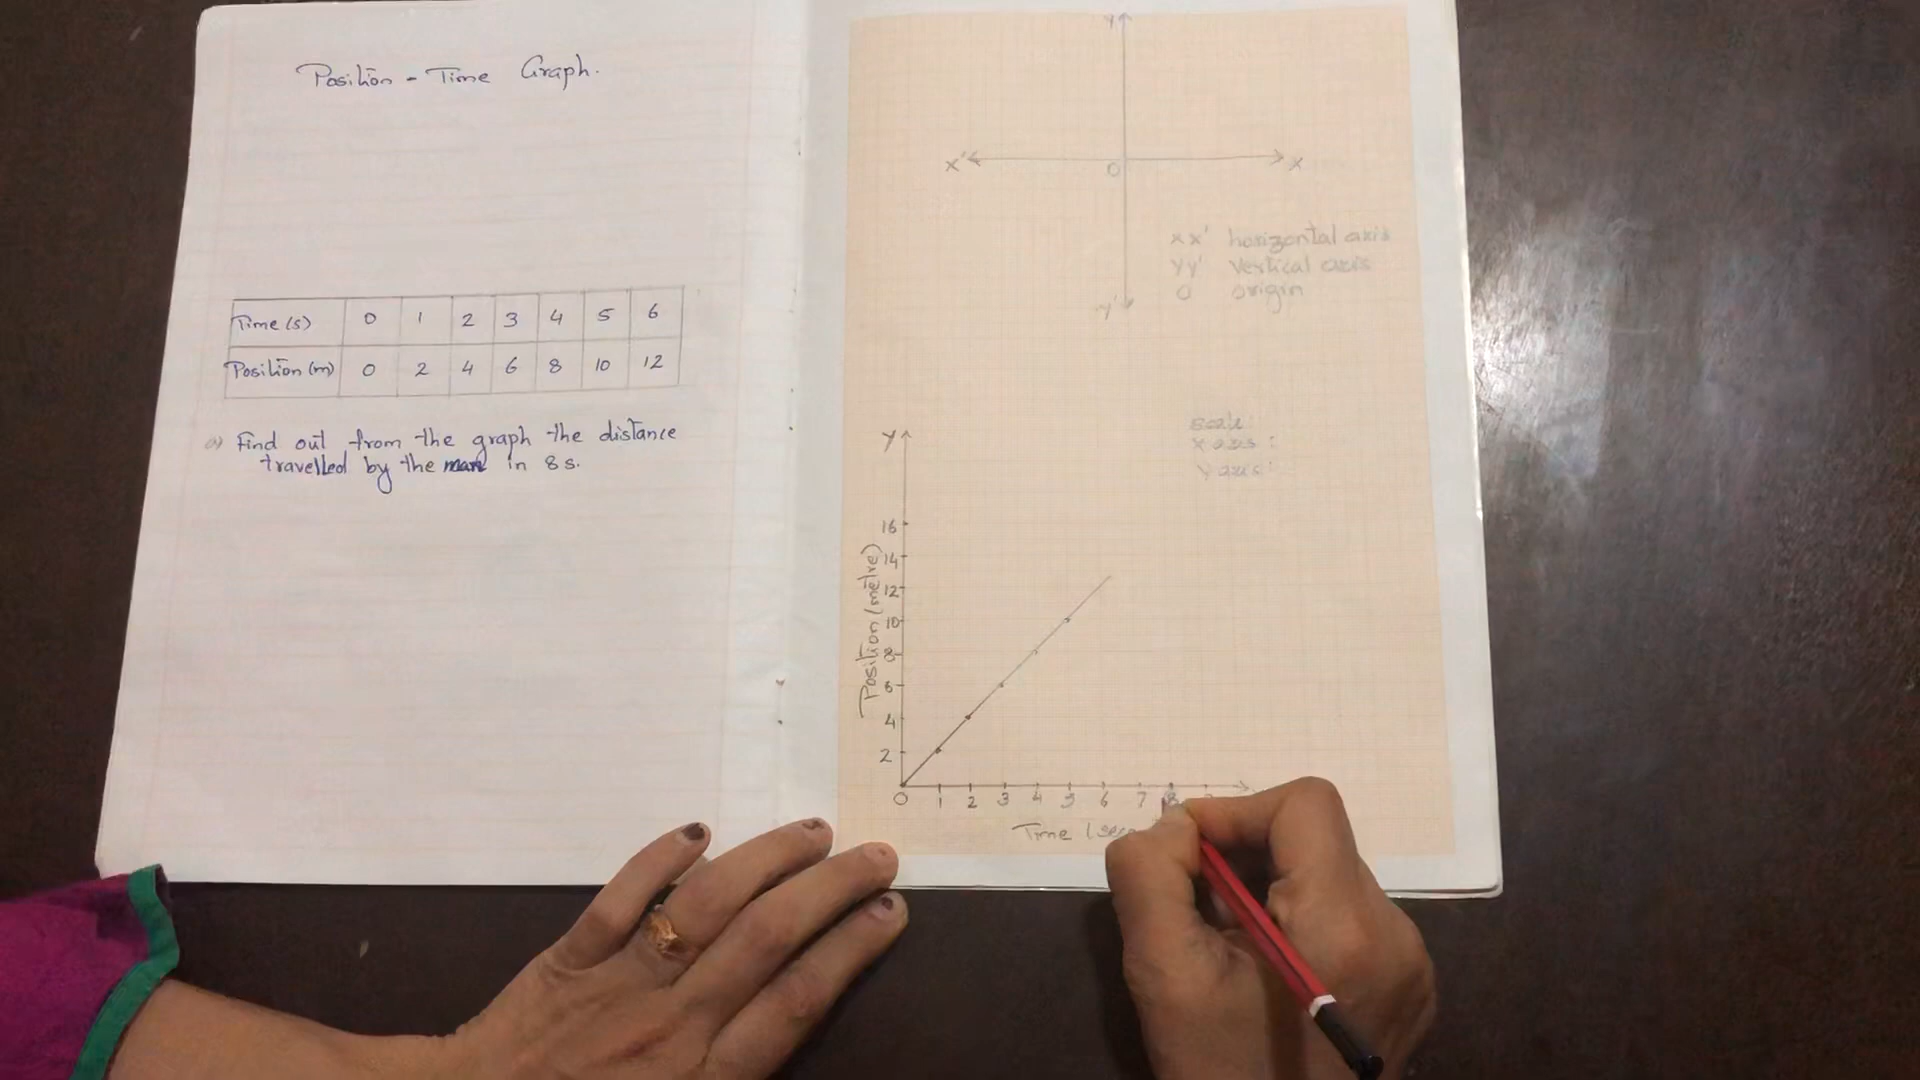 Position - Time Graph.
Time (s) 0 1 2 3 4 5 6
Position (m) 0 2 4 6 8 10 12
a) Find out from the graph the distance
travelled by the man in 8 s.
Y
X' O X
Y'
XX' horizontal axis
YY' Vertical axis
O origin
Scale:
X axis:
Y axis:
Y
16
14
12
10
8
6
4
2
Position (metre)
0 1 2 3 4 5 6 7 8
Time